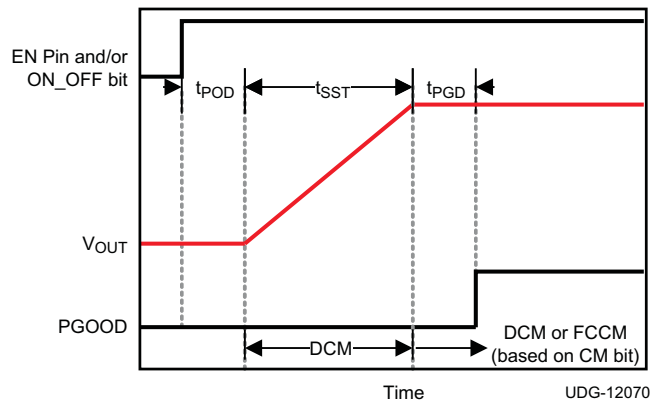 EN Pin and/or
ON_OFF bit
tPOD
tSST
tPGD
VOUT
PGOOD
DCM
DCM or FCCM
(based on CM bit)
Time
UDG-12070